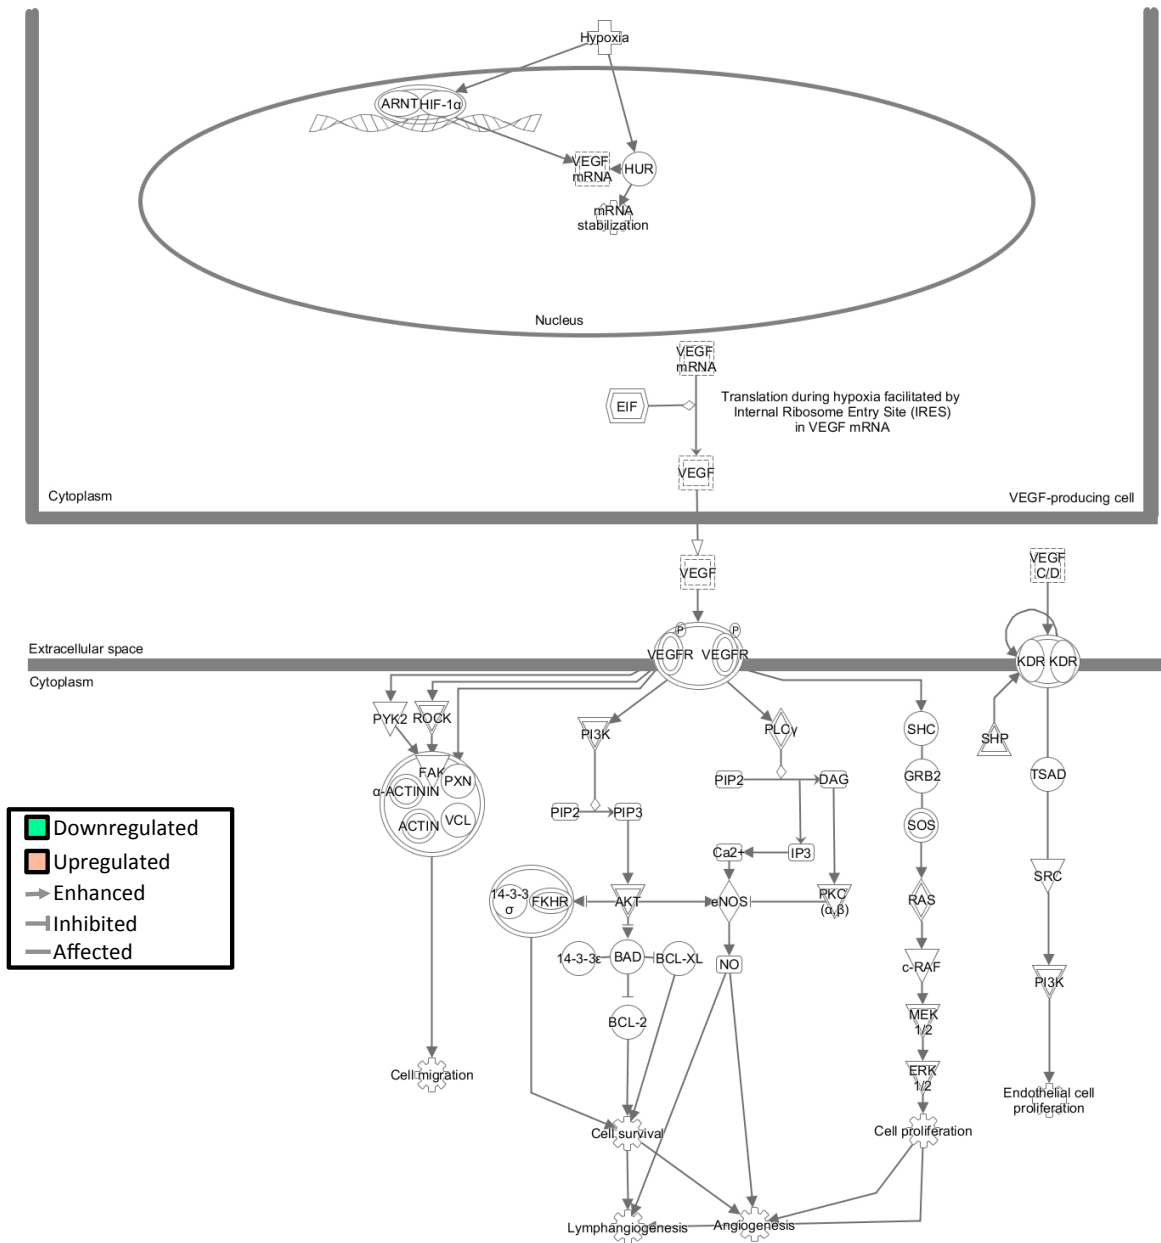 Hypoxia
ARNT
HIF-1α
VEGF
mRNA
HUR
mRNA
stabilization
Nucleus
VEGF
mRNA
EIF
Translation during hypoxia facilitated by
Internal Ribosome Entry Site (IRES)
in VEGF mRNA
VEGF
Cytoplasm
VEGF-producing cell
VEGF
VEGF
C/D
Extracellular space
P
P
VEGFR
VEGFR
KDR
KDR
Cytoplasm
PYK2
ROCK
PI3K
PLCγ
SHC
SHP
FAK
PXN
α-ACTININ
ACTIN
VCL
PIP2
DAG
GRB2
TSAD
PIP2
PIP3
SOS
Ca2+
IP3
SRC
14-3-3
σ
FKHR
AKT
eNOS
PKC
(α,β)
RAS
14-3-3ε
BAD
BCL-XL
NO
c-RAF
PI3K
BCL-2
MEK
1/2
Cell migration
ERK
1/2
Endothelial cell
proliferation
Cell survival
Cell proliferation
Lymphangiogenesis
Angiogenesis
Downregulated
Upregulated
Enhanced
Inhibited
Affected